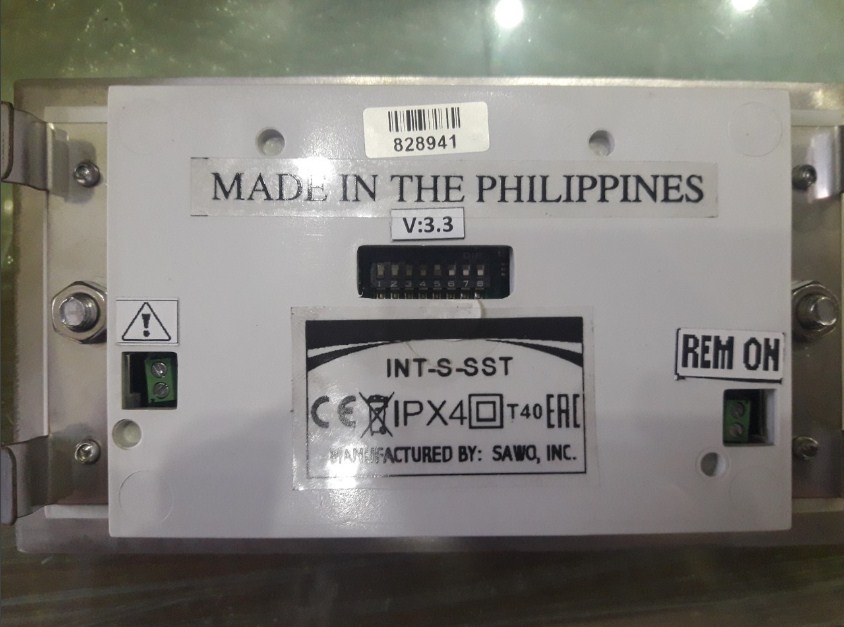 828941
MADE IN THE PHILIPPINES
V:3.3
1 2 3 4 5 6 7 8
REM ON
INT-S-SST
CE IPX4 T40 EAC
MANUFACTURED BY: SAWO, INC.